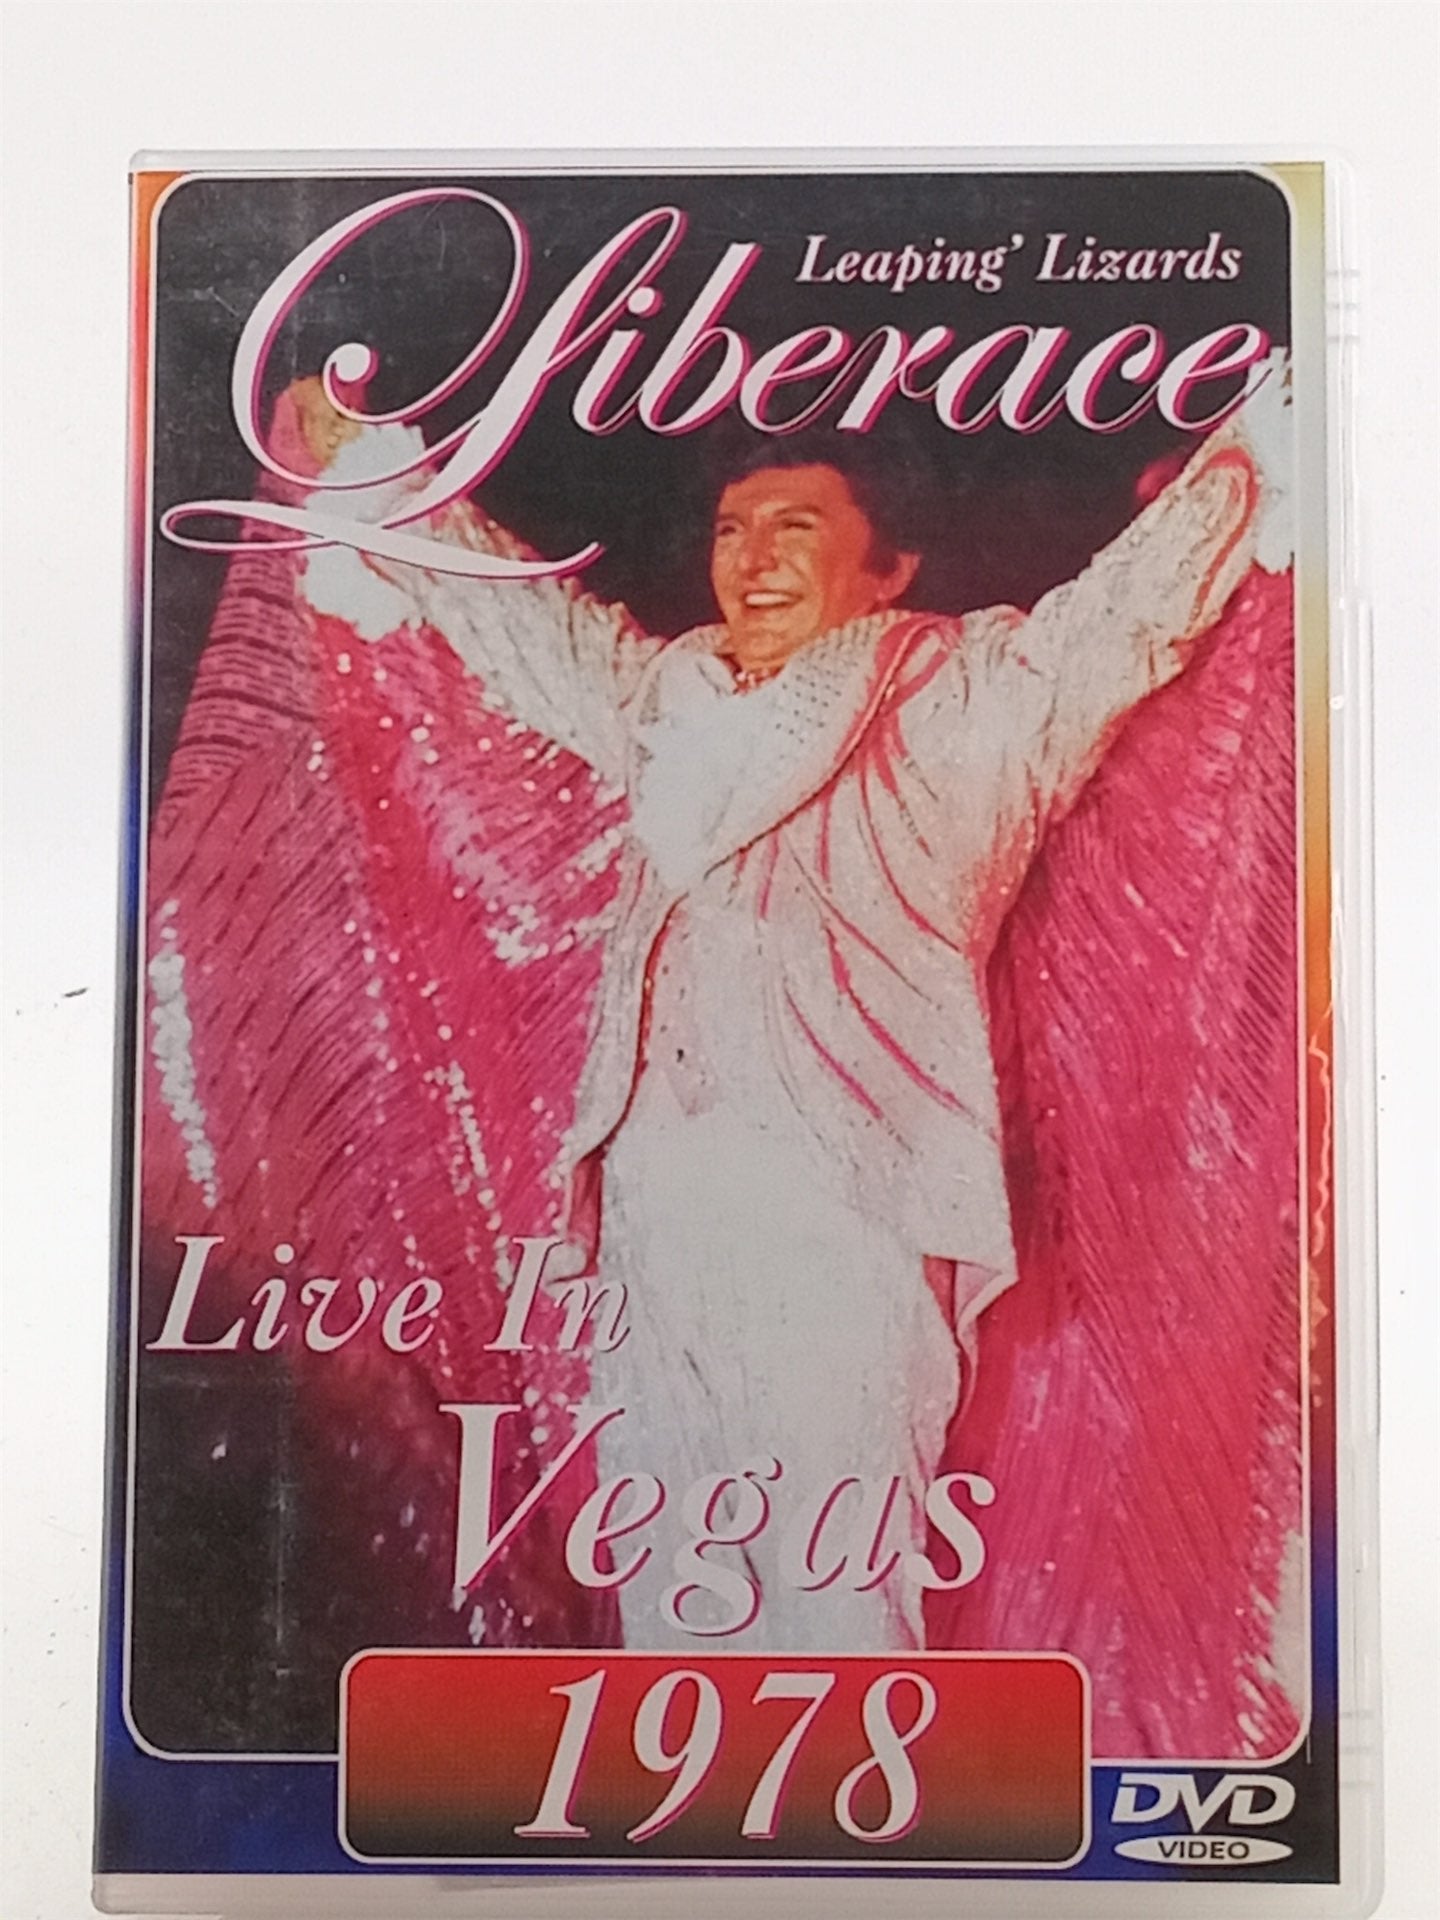 Leaping' Lizards
Liberace
Live In
Vegas
1978
DVD
VIDEO